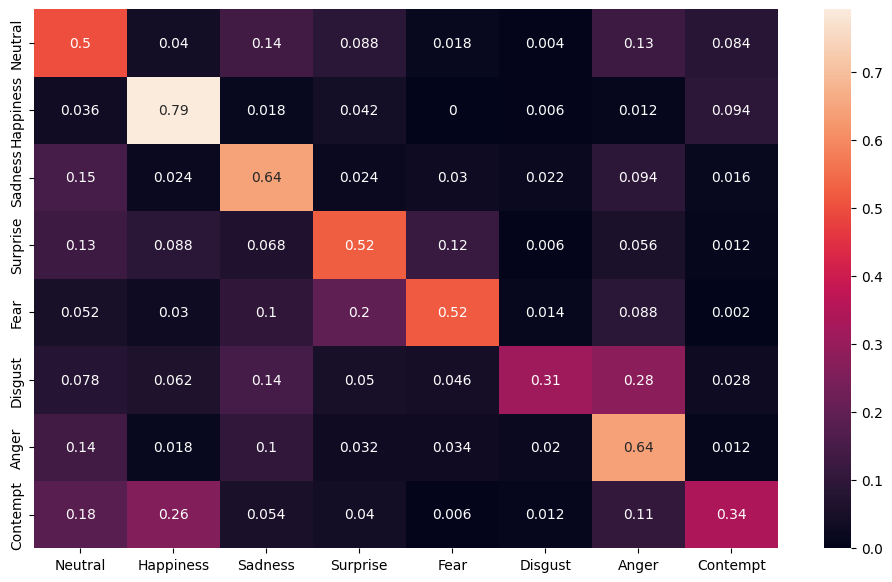 Neutral 0.5 0.04 0.14 0.088 0.018 0.004 0.13 0.084
Happiness 0.036 0.79 0.018 0.042 0 0.006 0.012 0.094
Sadness 0.15 0.024 0.64 0.024 0.03 0.022 0.094 0.016
Surprise 0.13 0.088 0.068 0.52 0.12 0.006 0.056 0.012
Fear 0.052 0.03 0.1 0.2 0.52 0.014 0.088 0.002
Disgust 0.078 0.062 0.14 0.05 0.046 0.31 0.28 0.028
Anger 0.14 0.018 0.1 0.032 0.034 0.02 0.64 0.012
Contempt 0.18 0.26 0.054 0.04 0.006 0.012 0.11 0.34
Neutral Happiness Sadness Surprise Fear Disgust Anger Contempt
0.7
0.6
0.5
0.4
0.3
0.2
0.1
0.0